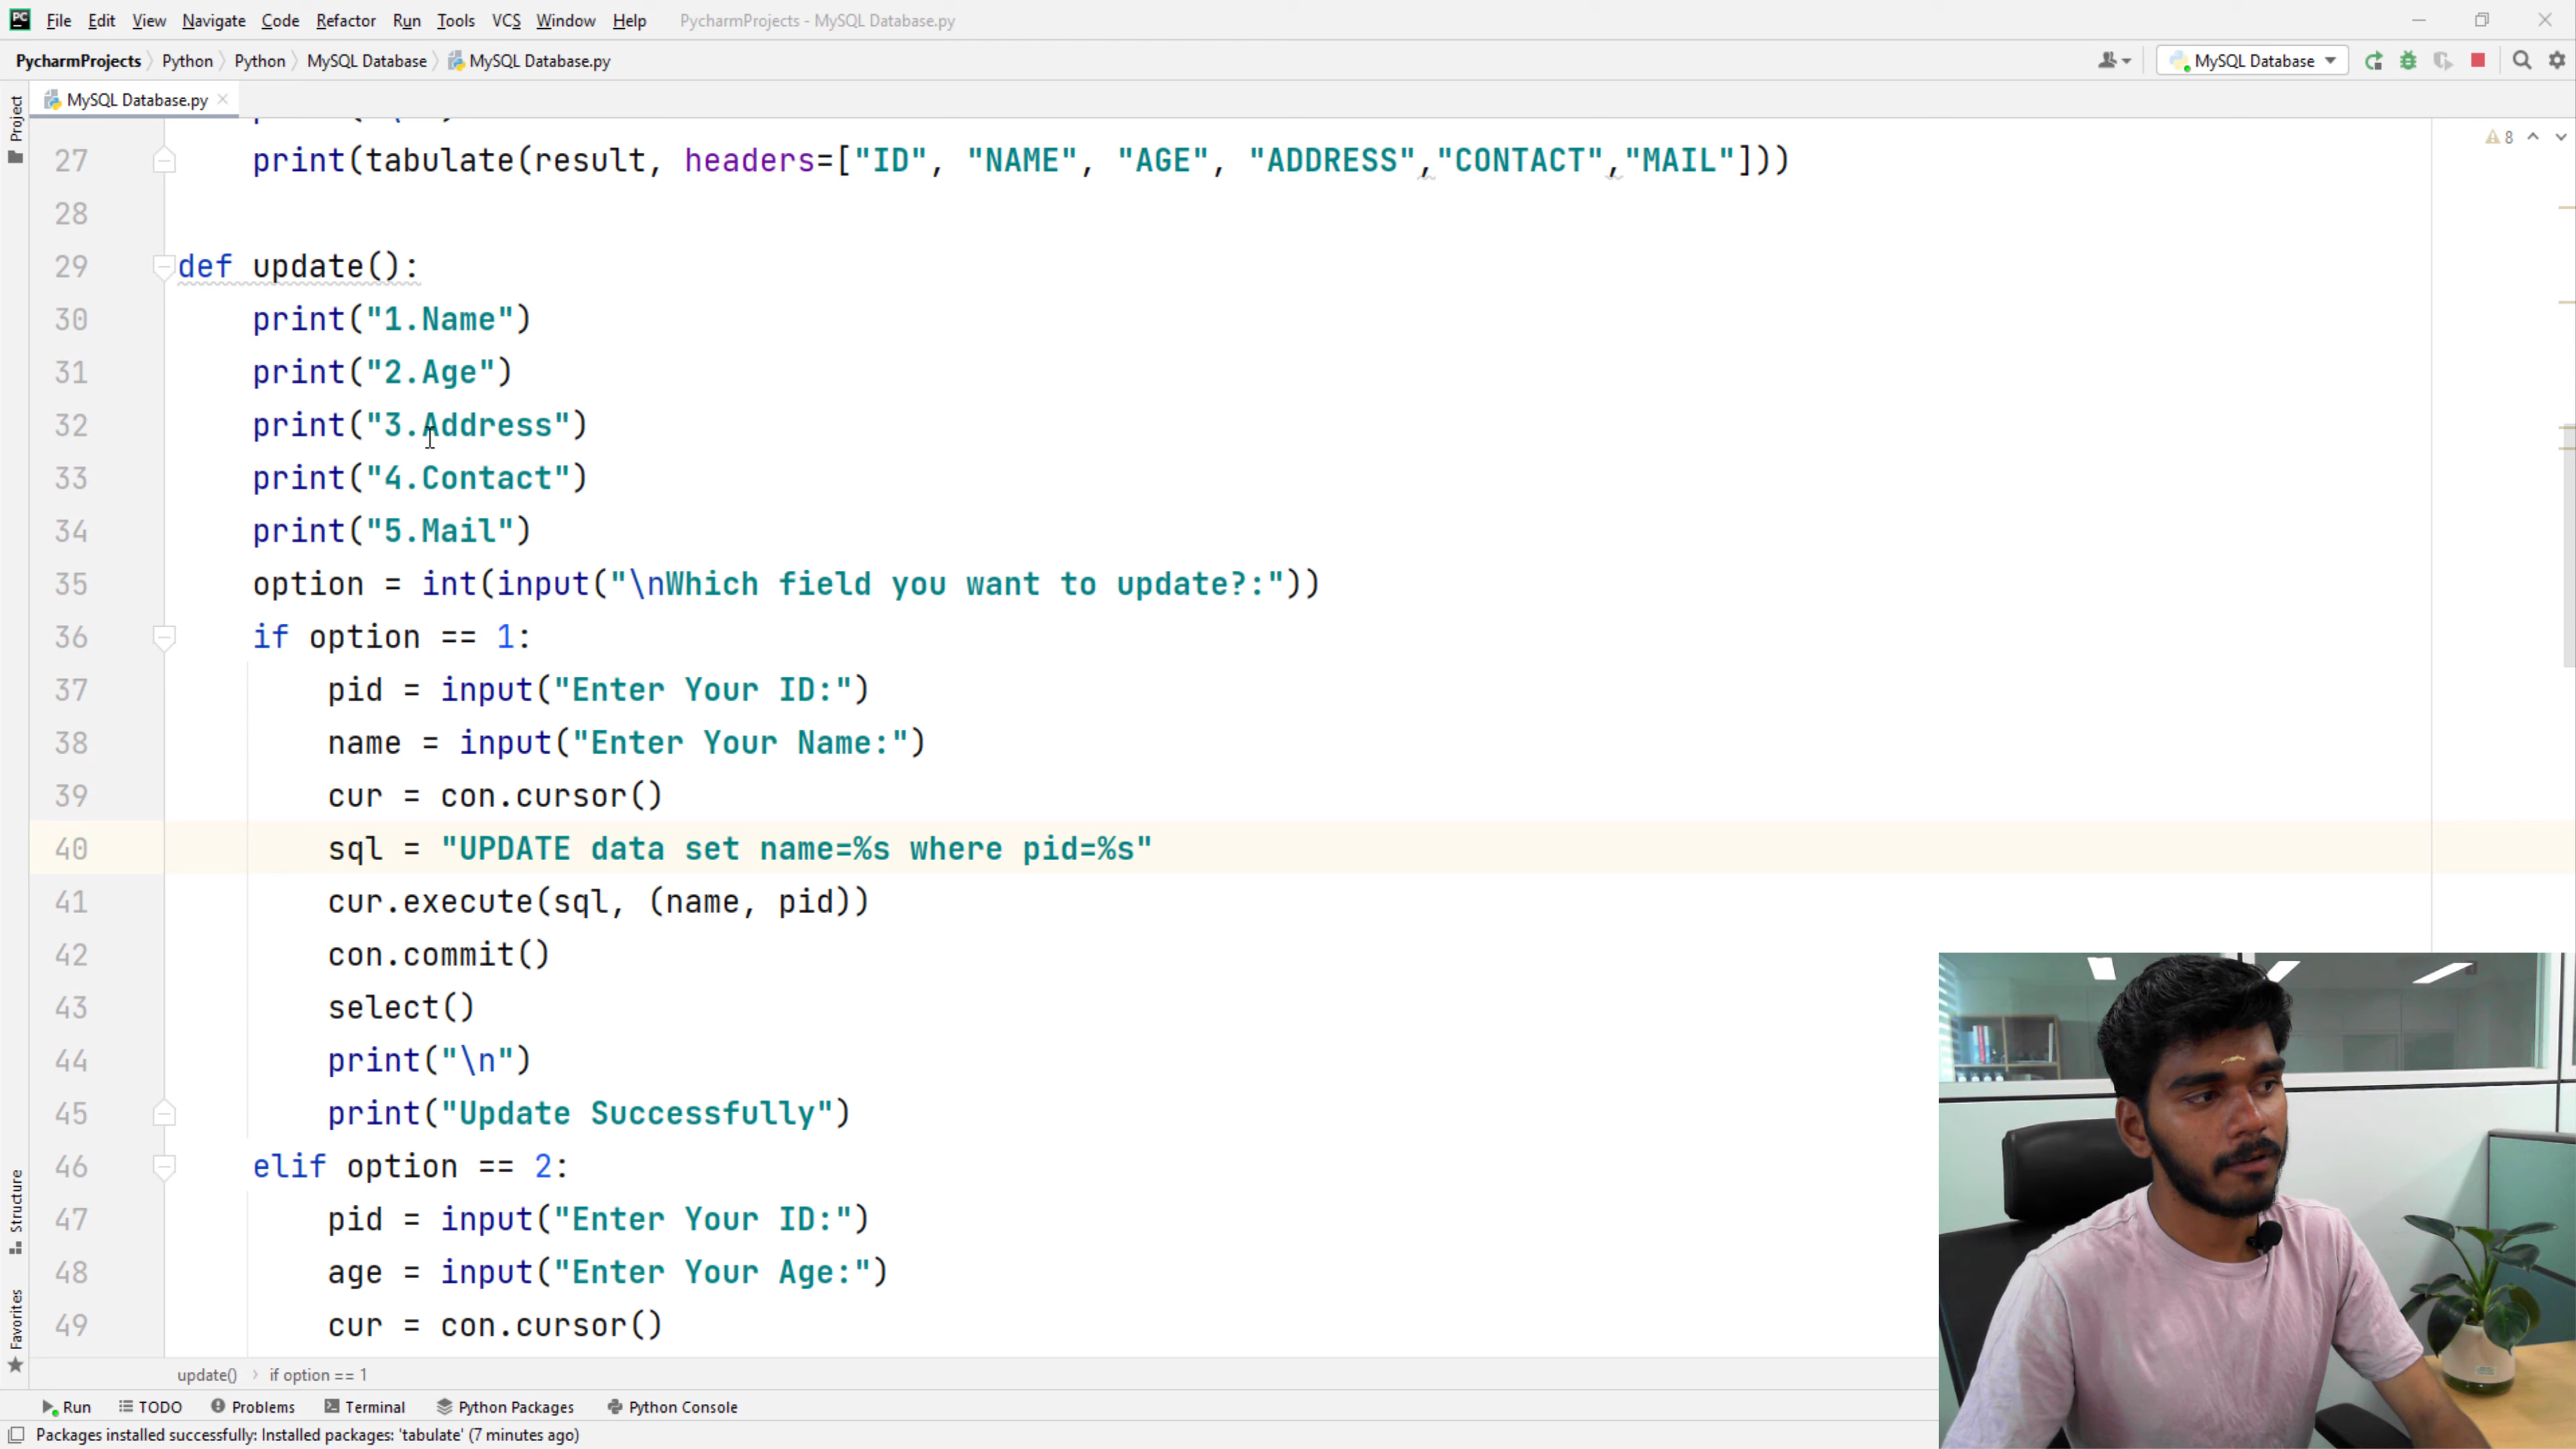 File Edit View Navigate Code Refactor Run Tools VCS Window Help PycharmProjects - MySQL Database.py
PycharmProjects Python Python MySQL Database MySQL Database.py MySQL Database
Project
MySQL Database.py
8
27 print(tabulate(result, headers=["ID", "NAME", "AGE", "ADDRESS","CONTACT","MAIL"]))
28
29 def update():
30 print("1.Name")
31 print("2.Age")
32 print("3.Address")
33 print("4.Contact")
34 print("5.Mail")
35 option = int(input("\nWhich field you want to update?:"))
36 if option == 1:
37 pid = input("Enter Your ID:")
38 name = input("Enter Your Name:")
39 cur = con.cursor()
40 sql = "UPDATE data set name=%s where pid=%s"
41 cur.execute(sql, (name, pid))
42 con.commit()
43 select()
44 print("\n")
45 print("Update Successfully")
46 elif option == 2:
47 pid = input("Enter Your ID:")
48 age = input("Enter Your Age:")
49 cur = con.cursor()
Structure
Favorites
update() if option == 1
Run TODO Problems Terminal Python Packages Python Console
Packages installed successfully: Installed packages: 'tabulate' (7 minutes ago)